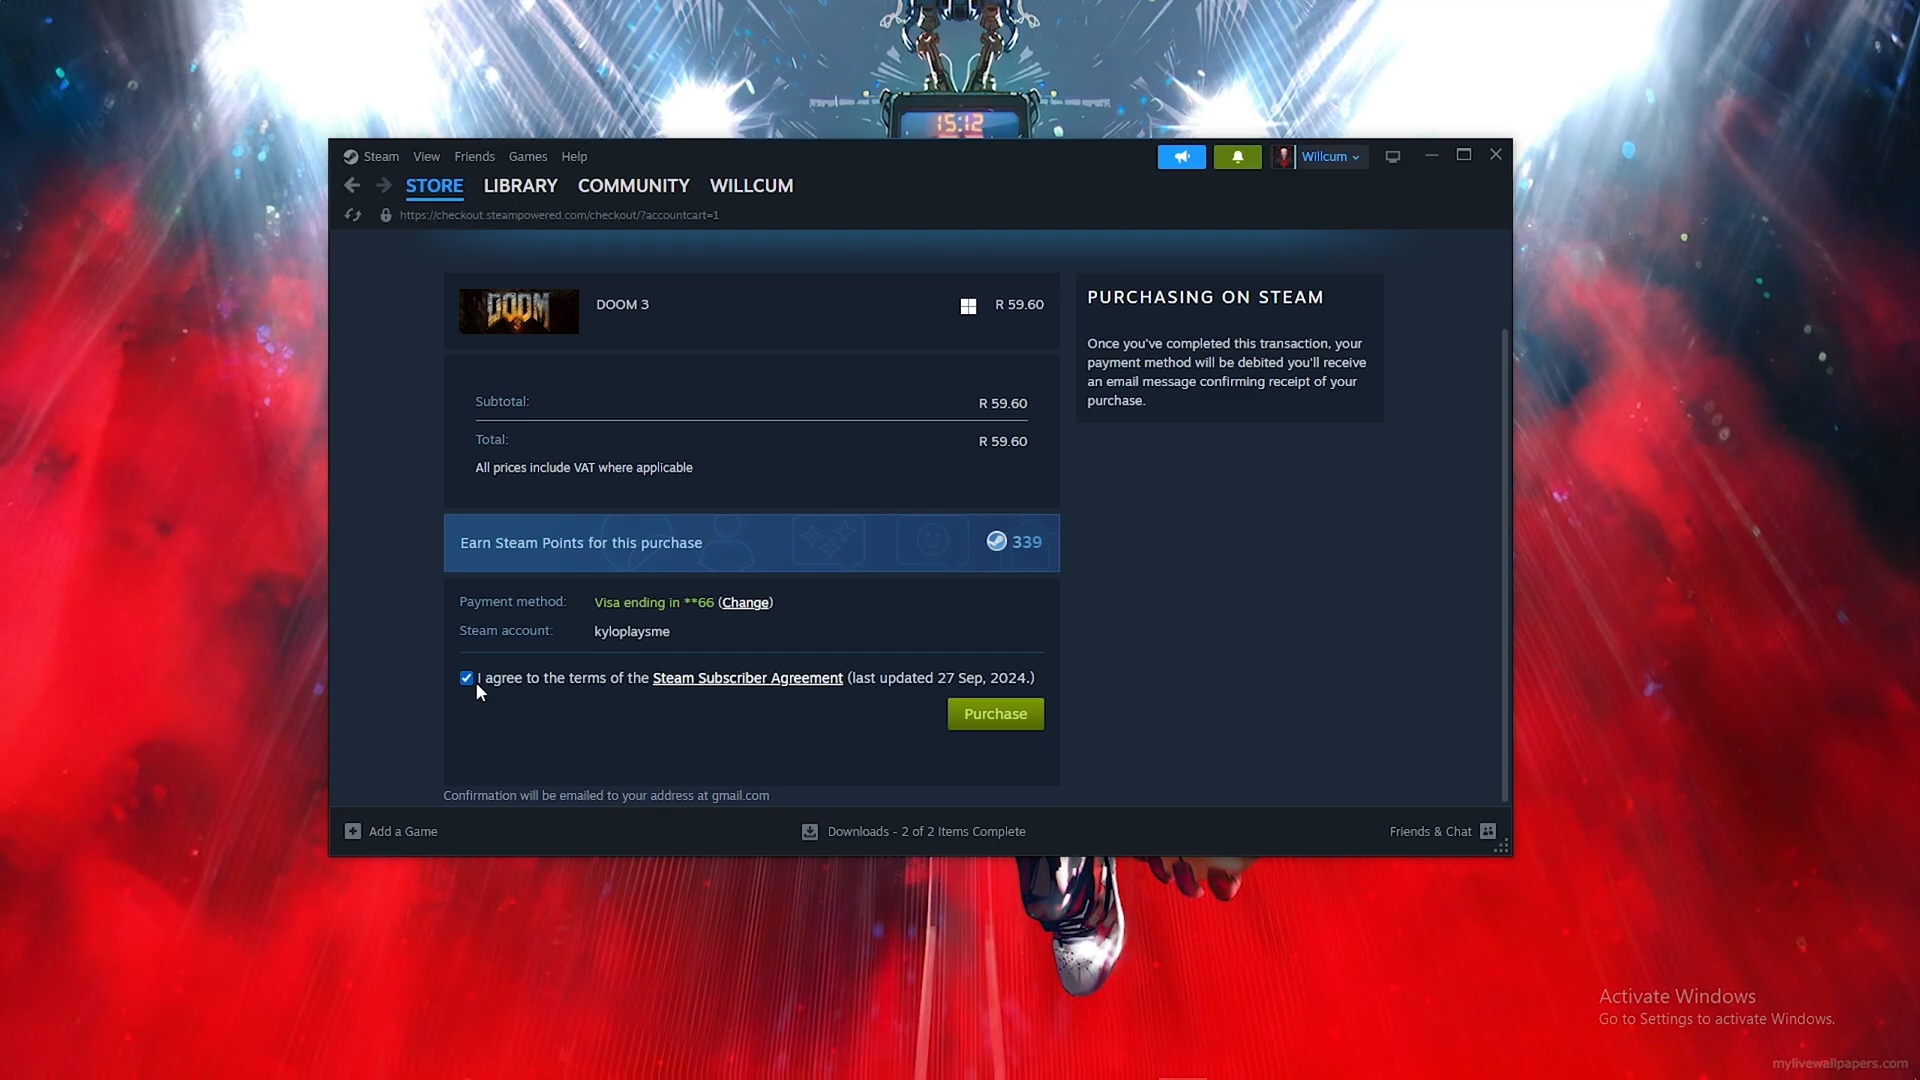 15:12
Steam View Friends Games Help
Willcum
STORE LIBRARY COMMUNITY WILLCUM
https://checkout.steampowered.com/checkout/?accountcart=1
DOOM 3
DOOM 3
R 59.60
PURCHASING ON STEAM
Once you've completed this transaction, your
payment method will be debited you'll receive
an email message confirming receipt of your
purchase.
Subtotal:
R 59.60
Total:
R 59.60
All prices include VAT where applicable
Earn Steam Points for this purchase
339
Payment method: Visa ending in **66 (Change)
Steam account: kyloplaysme
I agree to the terms of the Steam Subscriber Agreement (last updated 27 Sep, 2024.)
Purchase
Confirmation will be emailed to your address at gmail.com
Add a Game
Downloads - 2 of 2 Items Complete
Friends & Chat
Activate Windows
Go to Settings to activate Windows.
mylivewallpapers.com